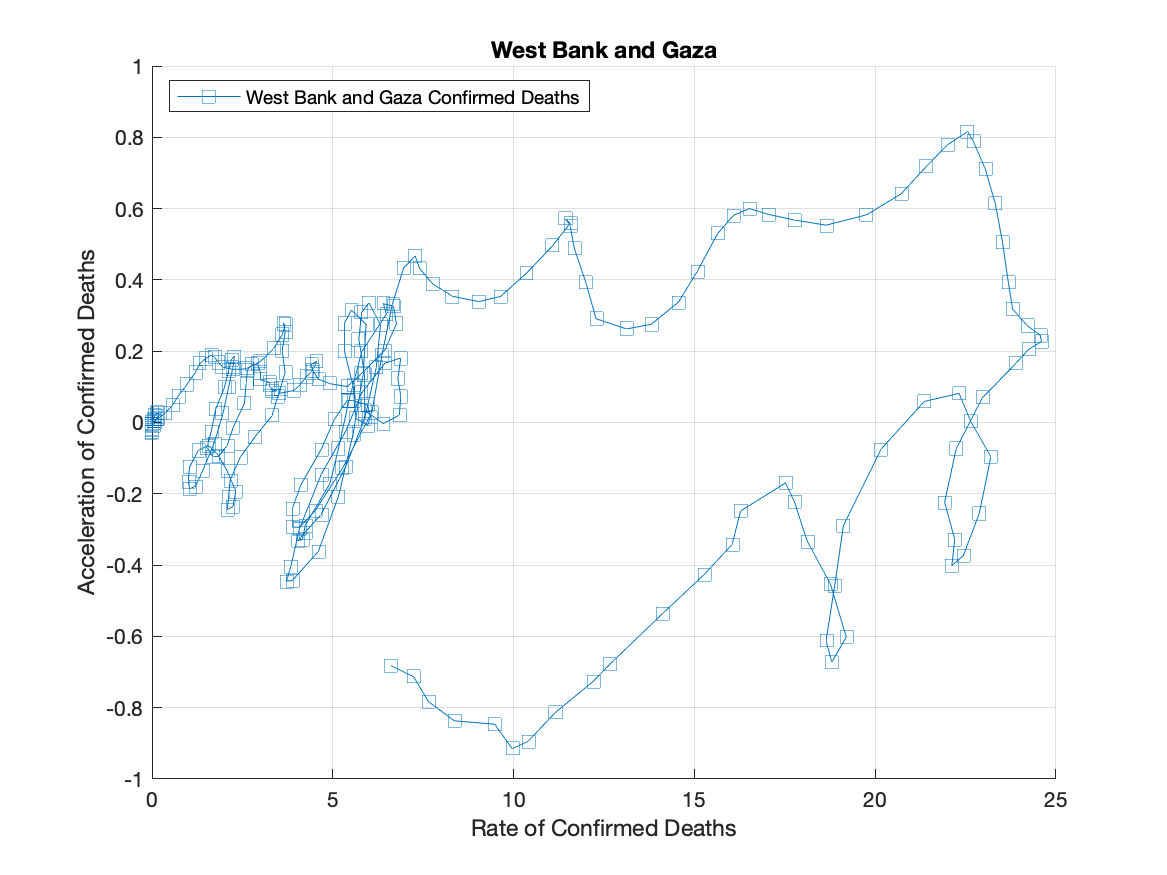 West Bank and Gaza
West Bank and Gaza Confirmed Deaths
1
0.8
0.6
0.4
0.2
0
-0.2
-0.4
-0.6
-0.8
-1
Acceleration of Confirmed Deaths
0 5 10 15 20 25
Rate of Confirmed Deaths